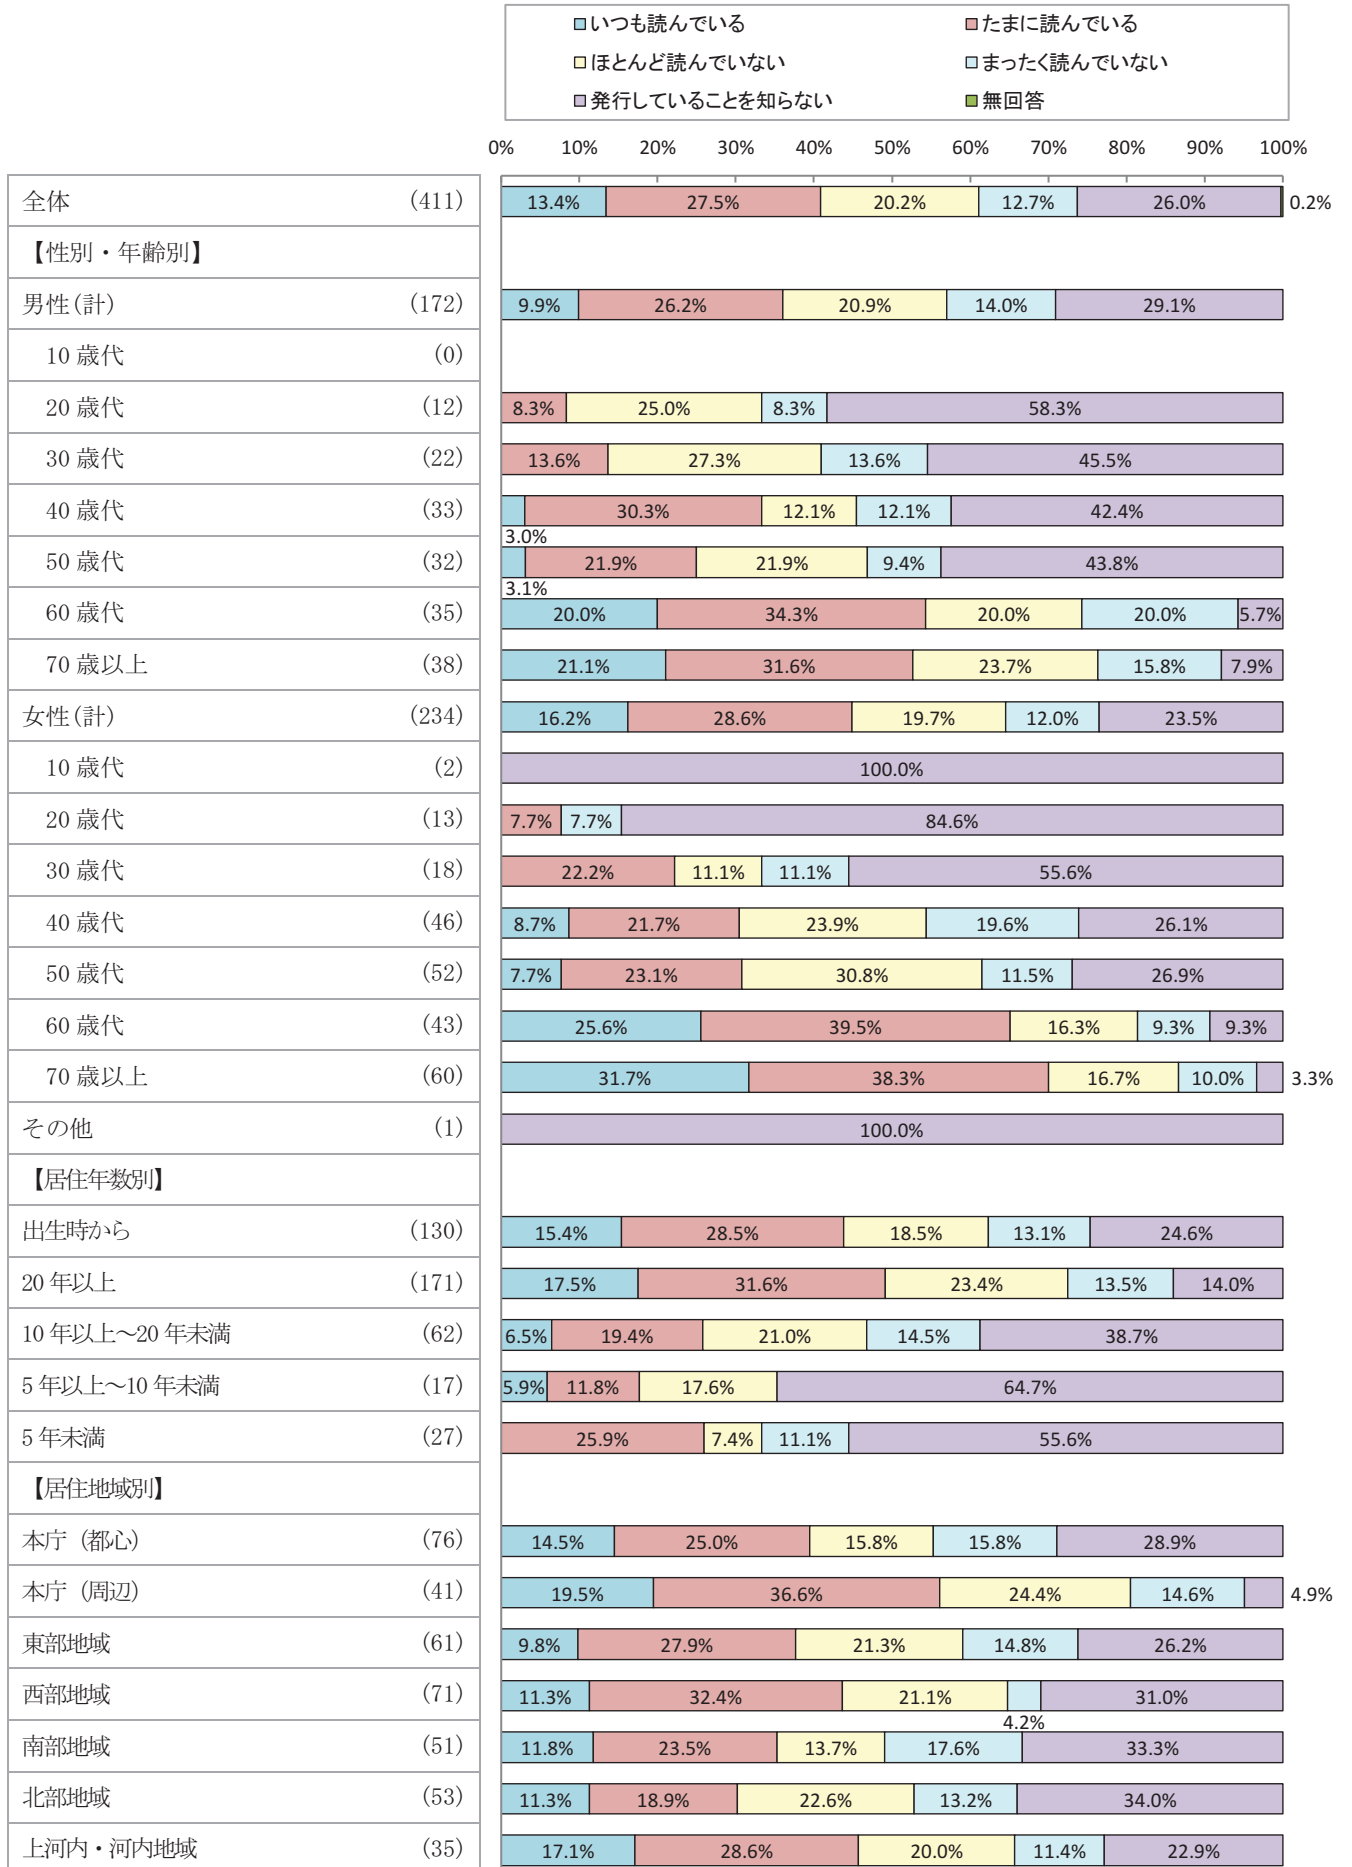 いつも読んでいる たまに読んでいる
ほとんど読んでいない まったく読んでいない
発行していることを知らない 無回答
0% 10% 20% 30% 40% 50% 60% 70% 80% 90% 100%
全体 (411) 13.4% 27.5% 20.2% 12.7% 26.0% 0.2%
【性別・年齢別】
男性(計) (172) 9.9% 26.2% 20.9% 14.0% 29.1%
10 歳代 (0)
20 歳代 (12) 8.3% 25.0% 8.3% 58.3%
30 歳代 (22) 13.6% 27.3% 13.6% 45.5%
40 歳代 (33) 30.3% 12.1% 12.1% 42.4%
3.0%
50 歳代 (32) 21.9% 21.9% 9.4% 43.8%
3.1%
60 歳代 (35) 20.0% 34.3% 20.0% 20.0% 5.7%
70 歳以上 (38) 21.1% 31.6% 23.7% 15.8% 7.9%
女性(計) (234) 16.2% 28.6% 19.7% 12.0% 23.5%
10 歳代 (2) 100.0%
20 歳代 (13) 7.7% 7.7% 84.6%
30 歳代 (18) 22.2% 11.1% 11.1% 55.6%
40 歳代 (46) 8.7% 21.7% 23.9% 19.6% 26.1%
50 歳代 (52) 7.7% 23.1% 30.8% 11.5% 26.9%
60 歳代 (43) 25.6% 39.5% 16.3% 9.3% 9.3%
70 歳以上 (60) 31.7% 38.3% 16.7% 10.0% 3.3%
その他 (1) 100.0%
【居住年数別】
出生時から (130) 15.4% 28.5% 18.5% 13.1% 24.6%
20 年以上 (171) 17.5% 31.6% 23.4% 13.5% 14.0%
10 年以上～20 年未満 (62) 6.5% 19.4% 21.0% 14.5% 38.7%
5 年以上～10 年未満 (17) 5.9% 11.8% 17.6% 64.7%
5 年未満 (27) 25.9% 7.4% 11.1% 55.6%
【居住地域別】
本庁（都心） (76) 14.5% 25.0% 15.8% 15.8% 28.9%
本庁（周辺） (41) 19.5% 36.6% 24.4% 14.6% 4.9%
東部地域 (61) 9.8% 27.9% 21.3% 14.8% 26.2%
西部地域 (71) 11.3% 32.4% 21.1% 31.0%
4.2%
南部地域 (51) 11.8% 23.5% 13.7% 17.6% 33.3%
北部地域 (53) 11.3% 18.9% 22.6% 13.2% 34.0%
上河内・河内地域 (35) 17.1% 28.6% 20.0% 11.4% 22.9%